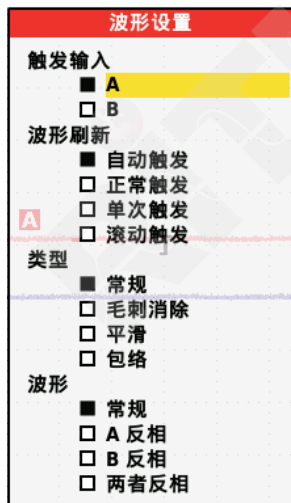 波形设置
触发输入
A
B
波形刷新
自动触发
正常触发
A
单次触发
滚动触发
类型
常规
毛刺消除
平滑
包络
波形
常规
A 反相
B 反相
两者反相